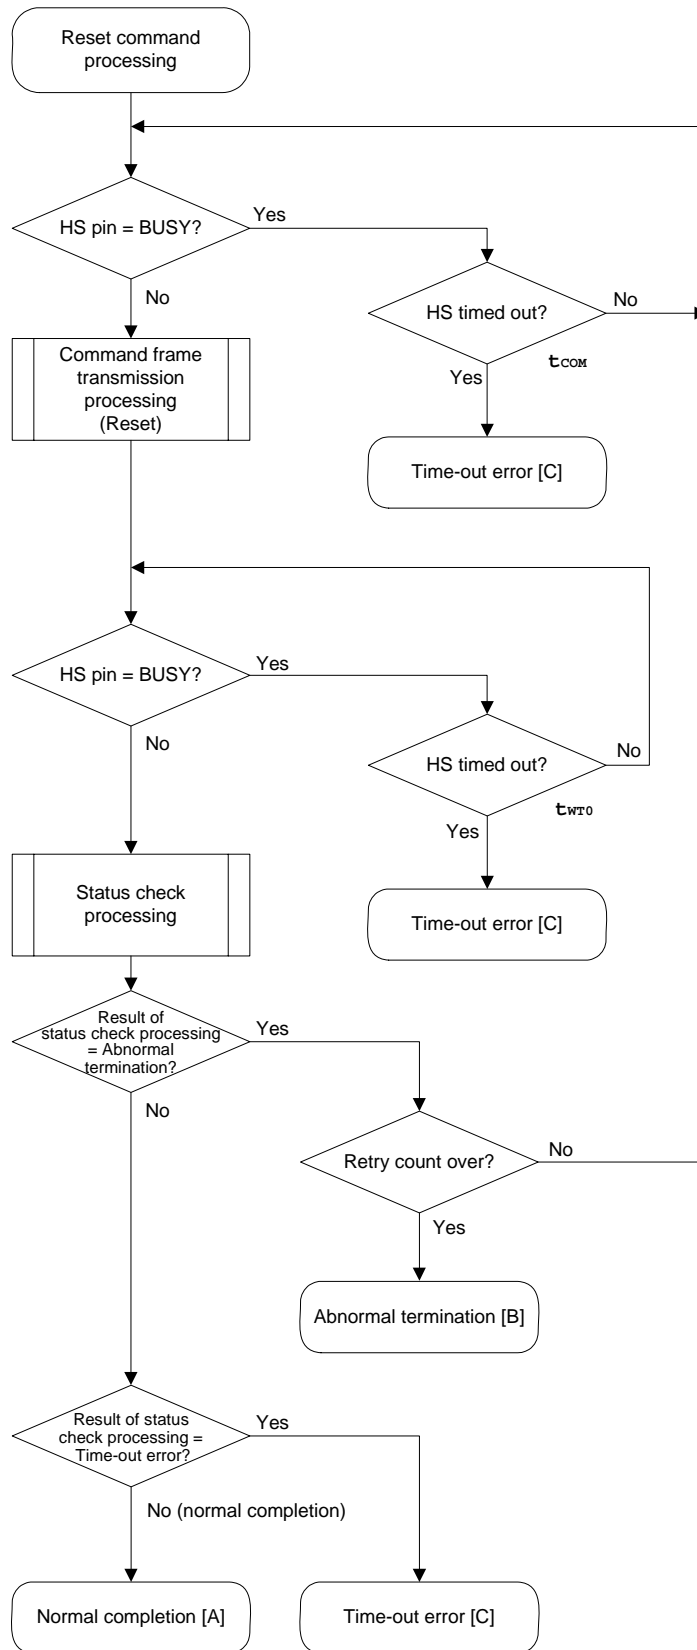 Reset command
processing
HS pin = BUSY?
Yes
No
HS timed out?
No
tCOM
Yes
Command frame
transmission
processing
(Reset)
Time-out error [C]
HS pin = BUSY?
Yes
No
HS timed out?
No
tWT0
Yes
Status check
processing
Time-out error [C]
Result of
status check processing
= Abnormal
termination?
Yes
No
Retry count over?
No
Yes
Abnormal termination [B]
Result of status
check processing =
Time-out error?
Yes
No (normal completion)
Normal completion [A]
Time-out error [C]